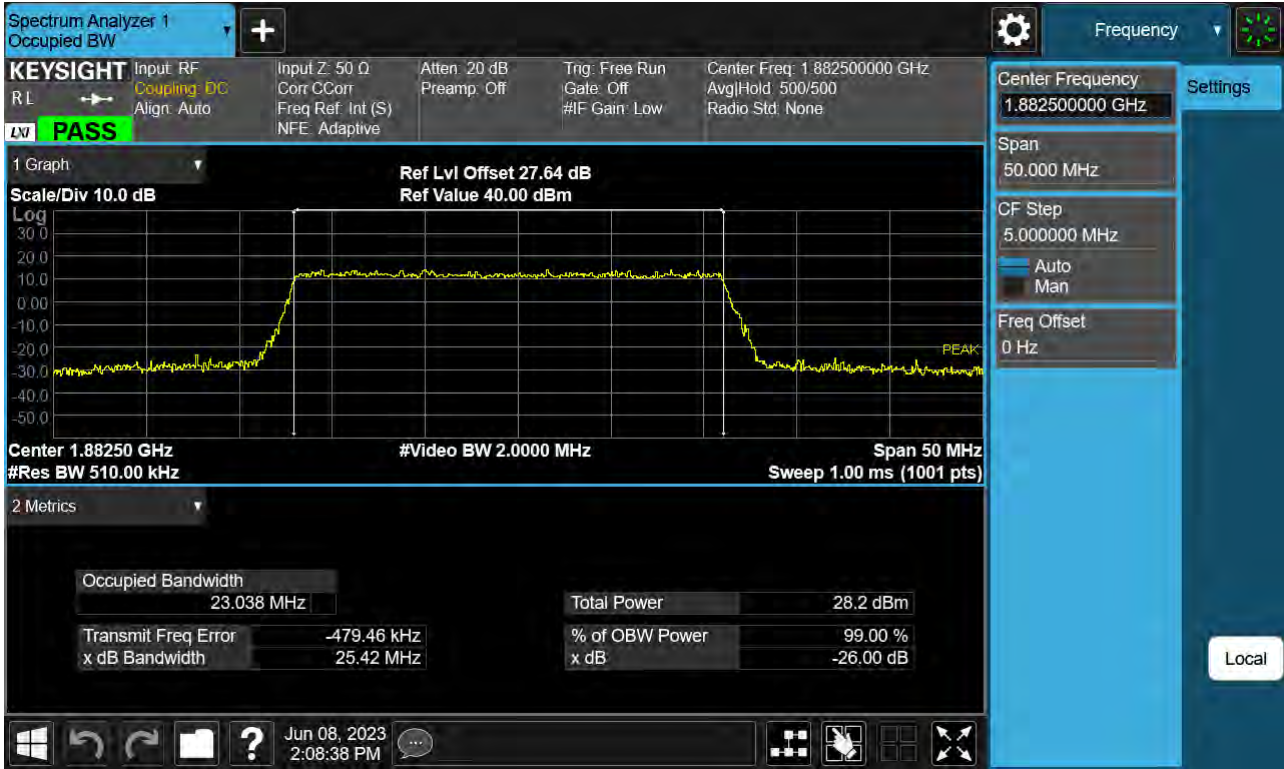 Spectrum Analyzer 1
Occupied BW
Frequency
KEYSIGHT
R L
LXI
PASS
Input: RF
Coupling: DC
Align: Auto
Input Z: 50 Ω
Corr CCorr
Freq Ref: Int (S)
NFE: Adaptive
Atten: 20 dB
Preamp: Off
Trig: Free Run
Gate: Off
#IF Gain: Low
Center Freq: 1.882500000 GHz
Avg|Hold: 500/500
Radio Std: None
Center Frequency
1.882500000 GHz
Settings
Span
50.000 MHz
CF Step
5.000000 MHz
Auto
Man
Freq Offset
0 Hz
Local
1 Graph
Scale/Div 10.0 dB
Ref Lvl Offset 27.64 dB
Ref Value 40.00 dBm
Log
30.0
20.0
10.0
0.00
-10.0
-20.0
-30.0
-40.0
-50.0
PEAK
Center 1.88250 GHz
#Video BW 2.0000 MHz
Span 50 MHz
#Res BW 510.00 kHz
Sweep 1.00 ms (1001 pts)
2 Metrics
Occupied Bandwidth
23.038 MHz
Total Power 28.2 dBm
Transmit Freq Error -479.46 kHz
% of OBW Power 99.00 %
x dB Bandwidth 25.42 MHz
x dB -26.00 dB
?
Jun 08, 2023
2:08:38 PM